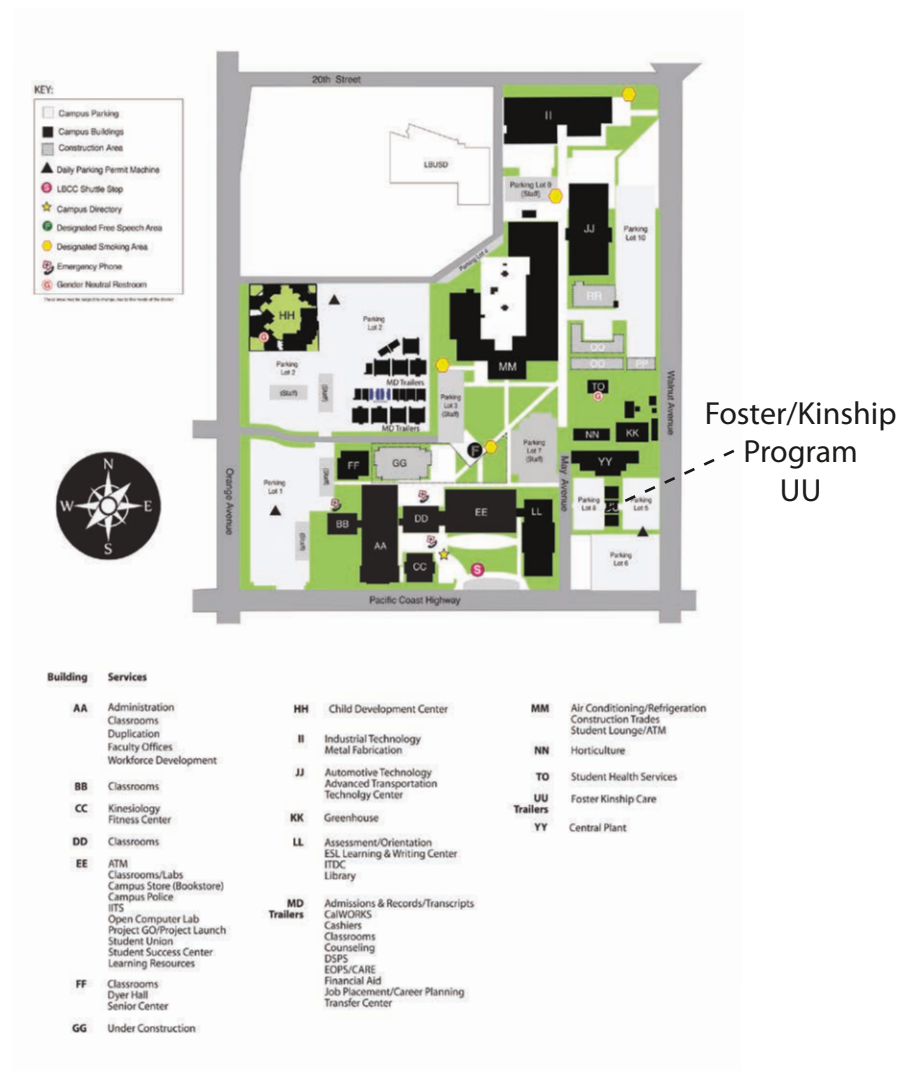 20th Street
KEY:
Campus Parking
Campus Buildings
Construction Area
Daily Parking Permit Machine
S LBCC Shuttle Stop
Campus Directory
F Designated Free Speech Area
Designated Smoking Area
Emergency Phone
G Gender Neutral Restroom
LBUSD
II
Parking Lot 9
(Staff)
JJ
Parking
Lot 10
Parking Lot 4
BR
HH
G
Parking
Lot 2
OO
OO
PP
MM
Parking
Lot 2
(Staff)
(Staff)
MD Trailers
MD Trailers
Parking
Lot 3
(Staff)
TO
G
Walnut Avenue
Foster/Kinship
Program
UU
Parking
Lot 7
(Staff)
NN
KK
F
YY
N
W
E
S
Orange Avenue
May Avenue
Parking
Lot 1
(Staff)
(Staff)
FF
GG
BB
AA
DD
EE
LL
CC
S
Parking
Lot 8
Parking
Lot 5
Parking
Lot 6
Pacific Coast Highway
Building Services
AA Administration
Classrooms
Duplication
Faculty Offices
Workforce Development
BB Classrooms
CC Kinesiology
Fitness Center
DD Classrooms
EE ATM
Classrooms/Labs
Campus Store (Bookstore)
Campus Police
IITS
Open Computer Lab
Project GO/Project Launch
Student Union
Student Success Center
Learning Resources
FF Classrooms
Dyer Hall
Senior Center
GG Under Construction
HH Child Development Center
II Industrial Technology
Metal Fabrication
JJ Automotive Technology
Advanced Transportation
Technolgy Center
KK Greenhouse
LL Assessment/Orientation
ESL Learning & Writing Center
ITDC
Library
MD Admissions & Records/Transcripts
Trailers CalWORKS
Cashiers
Classrooms
Counseling
DSPS
EOPS/CARE
Financial Aid
Job Placement/Career Planning
Transfer Center
MM Air Conditioning/Refrigeration
Construction Trades
Student Lounge/ATM
NN Horticulture
TO Student Health Services
UU Foster Kinship Care
Trailers
YY Central Plant